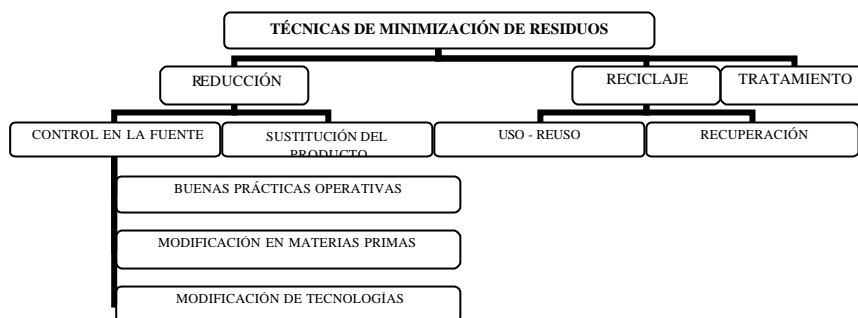 TÉCNICAS DE MINIMIZACIÓN DE RESIDUOS
REDUCCIÓN
RECICLAJE
TRATAMIENTO
CONTROL EN LA FUENTE
SUSTITUCIÓN DEL
PRODUCTO
USO - REUSO
RECUPERACIÓN
BUENAS PRÁCTICAS OPERATIVAS
MODIFICACIÓN EN MATERIAS PRIMAS
MODIFICACIÓN DE TECNOLOGÍAS